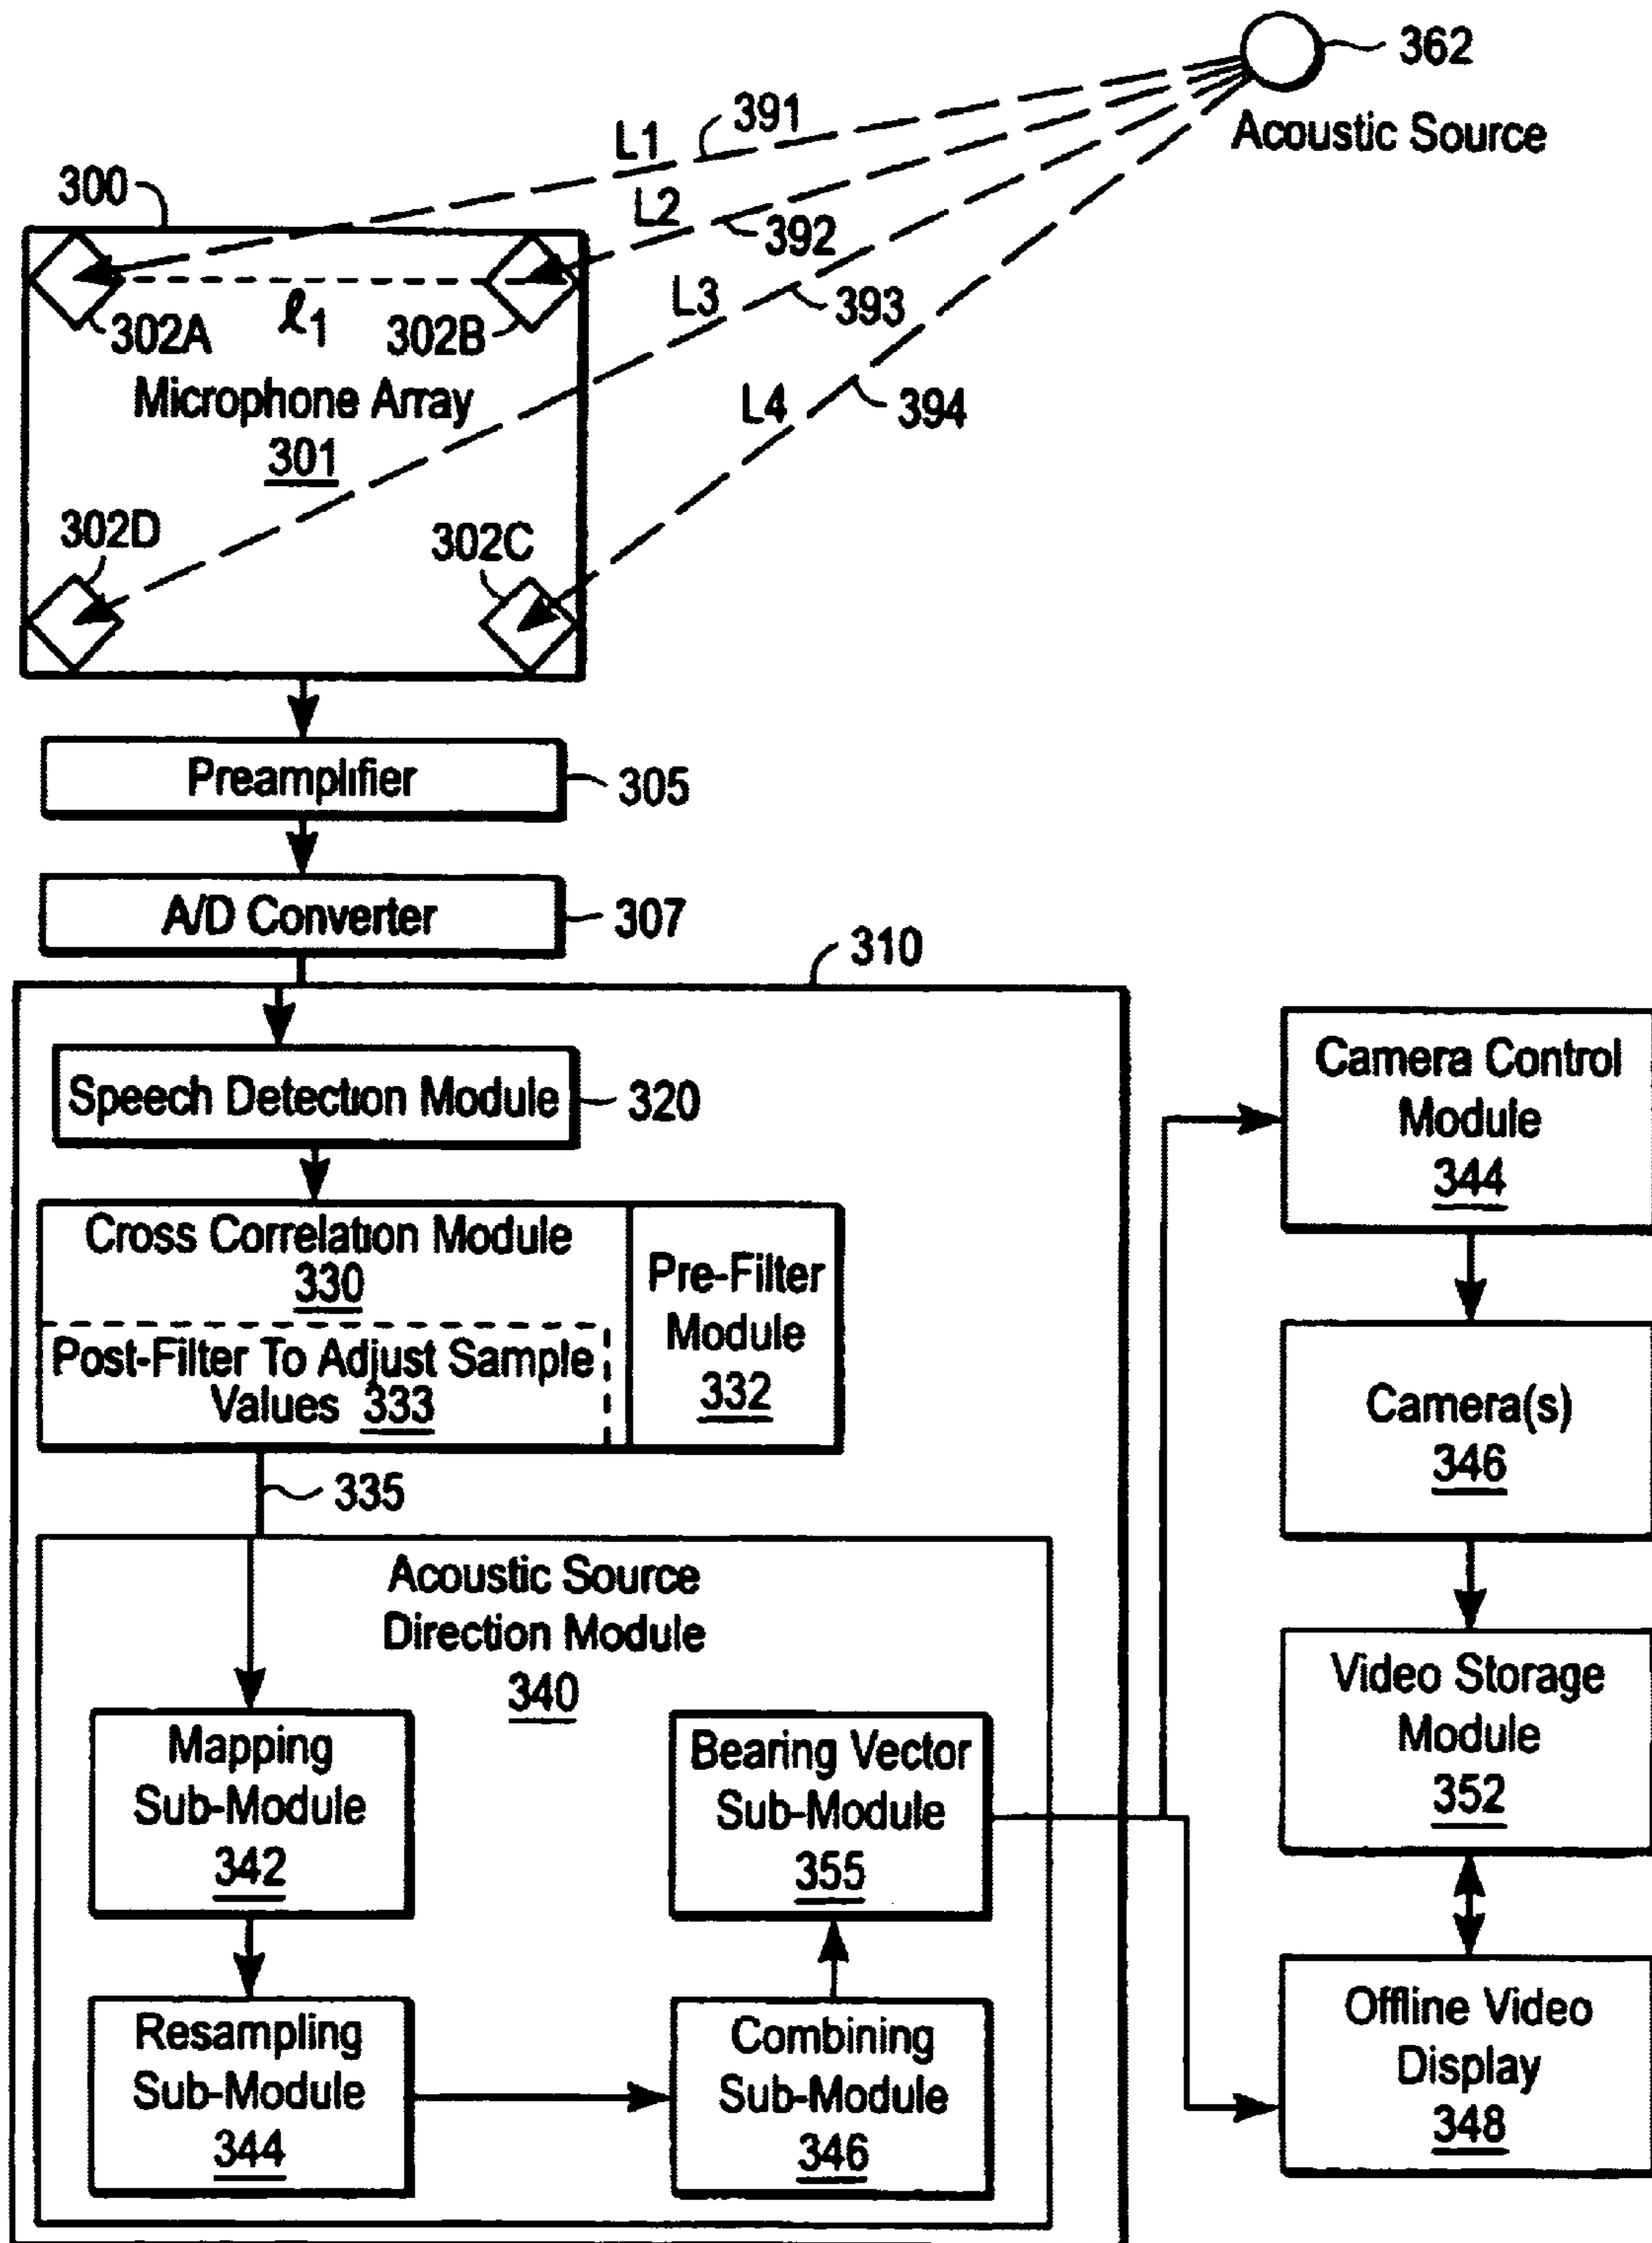 362
Acoustic Source
L1
391
300
L2
392
L3
393
302A
ℓ1
302B
Microphone Array
301
L4
394
302D
302C
Preamplifier
305
A/D Converter
307
310
Speech Detection Module
320
Cross Correlation Module
330
Pre-Filter
Module
332
Post-Filter To Adjust Sample
Values 333
335
Acoustic Source
Direction Module
340
Mapping
Sub-Module
342
Bearing Vector
Sub-Module
355
Resampling
Sub-Module
344
Combining
Sub-Module
346
Camera Control
Module
344
Camera(s)
346
Video Storage
Module
352
Offline Video
Display
348